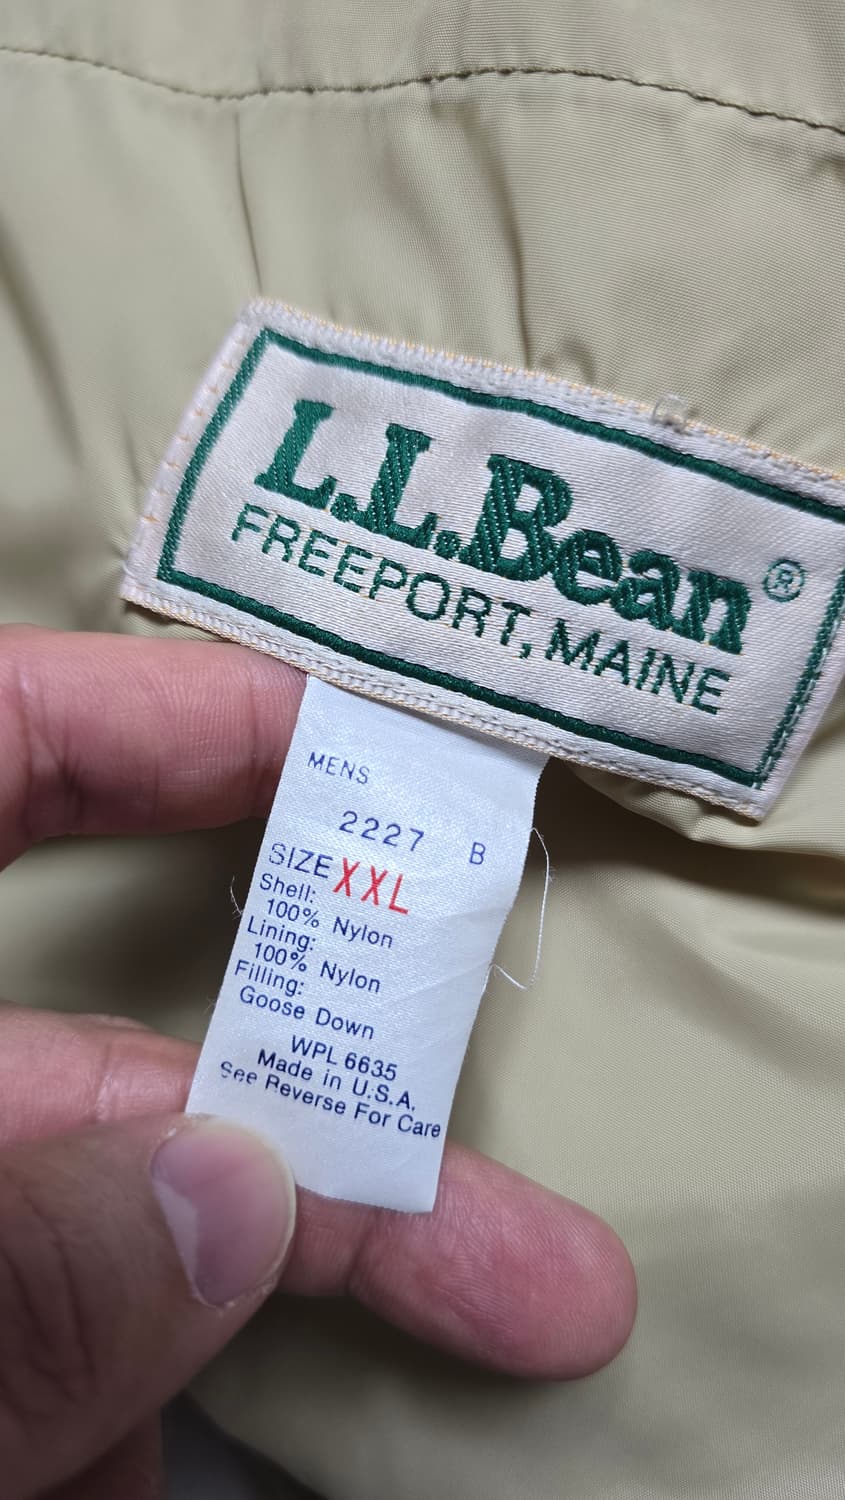 L.L.Bean®
FREEPORT, MAINE
MENS
2227 B
SIZE XXL
Shell:
100% Nylon
Lining:
100% Nylon
Filling:
Goose Down
WPL 6635
Made in U.S.A.
See Reverse For Care